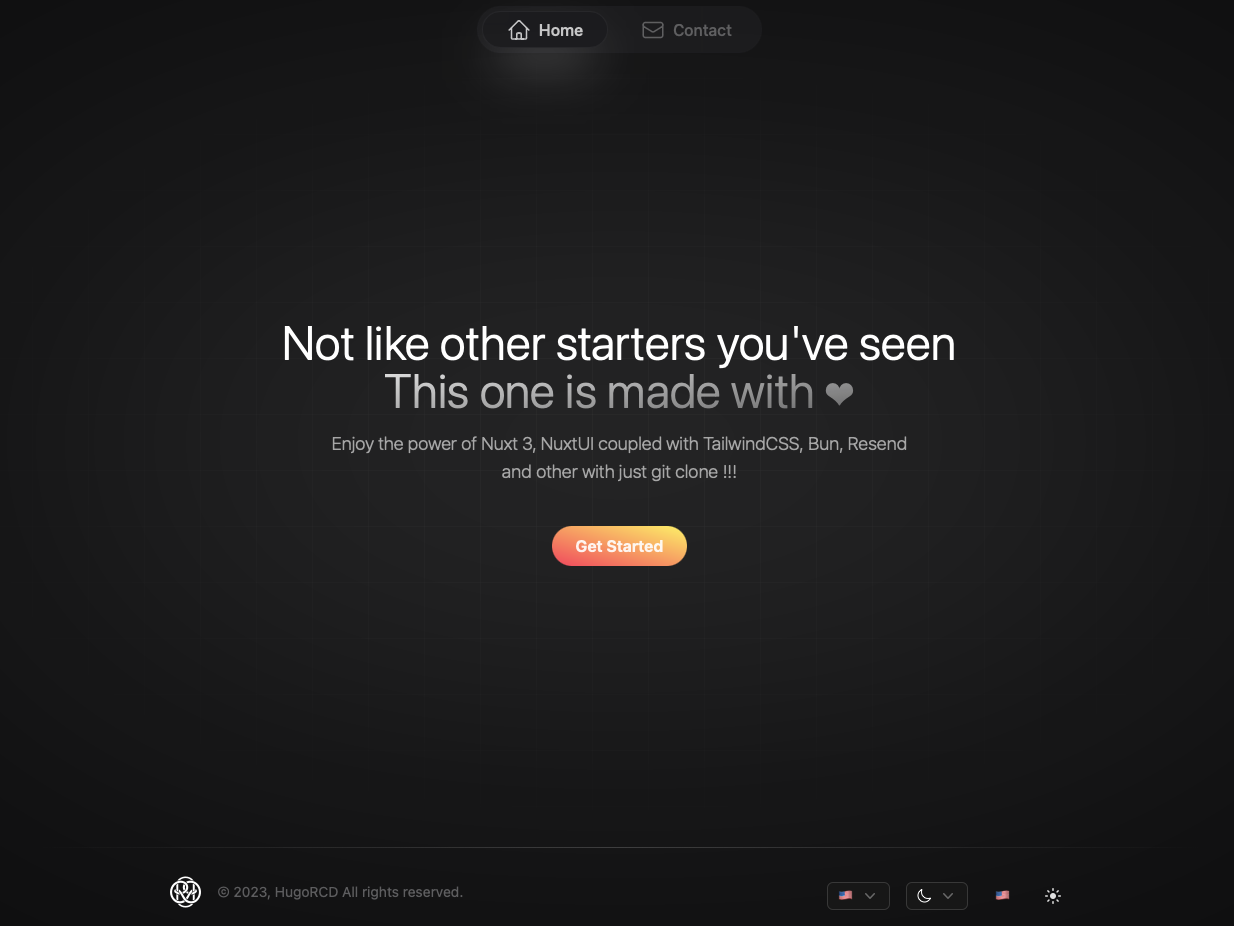 Home
Contact
Not like other starters you've seen
This one is made with ❤
Enjoy the power of Nuxt 3, NuxtUI coupled with TailwindCSS, Bun, Resend
and other with just git clone !!!
Get Started
© 2023, HugoRCD All rights reserved.